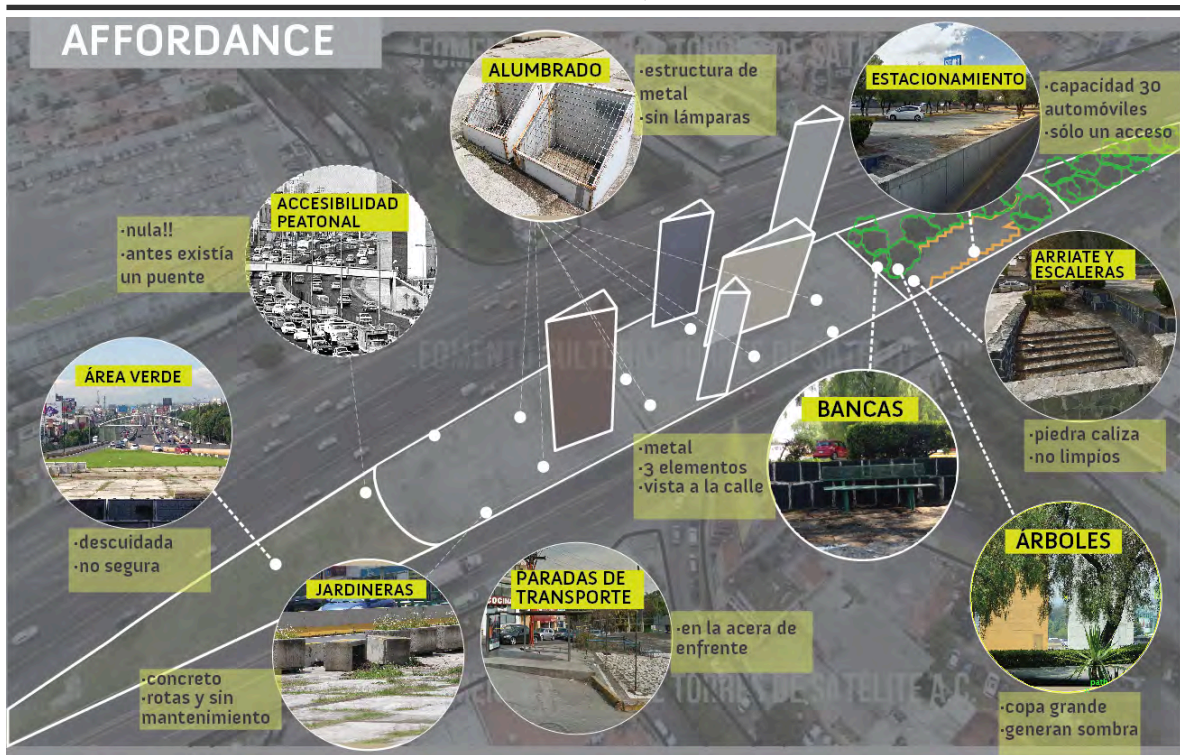 AFFORDANCE
ALUMBRADO
·estructura de
metal
·sin lámparas
ESTACIONAMIENTO
·capacidad 30
automóviles
·sólo un acceso
ACCESIBILIDAD
PEATONAL
·nula!!
·antes existía
un puente
ARRIATE Y
ESCALERAS
·piedra caliza
·no limpios
ÁREA VERDE
·descuidada
·no segura
BANCAS
·metal
·3 elementos
·vista a la calle
ÁRBOLES
path
·copa grande
·generan sombra
JARDINERAS
·concreto
·rotas y sin
mantenimiento
PARADAS DE
TRANSPORTE
·en la acera de
enfrente